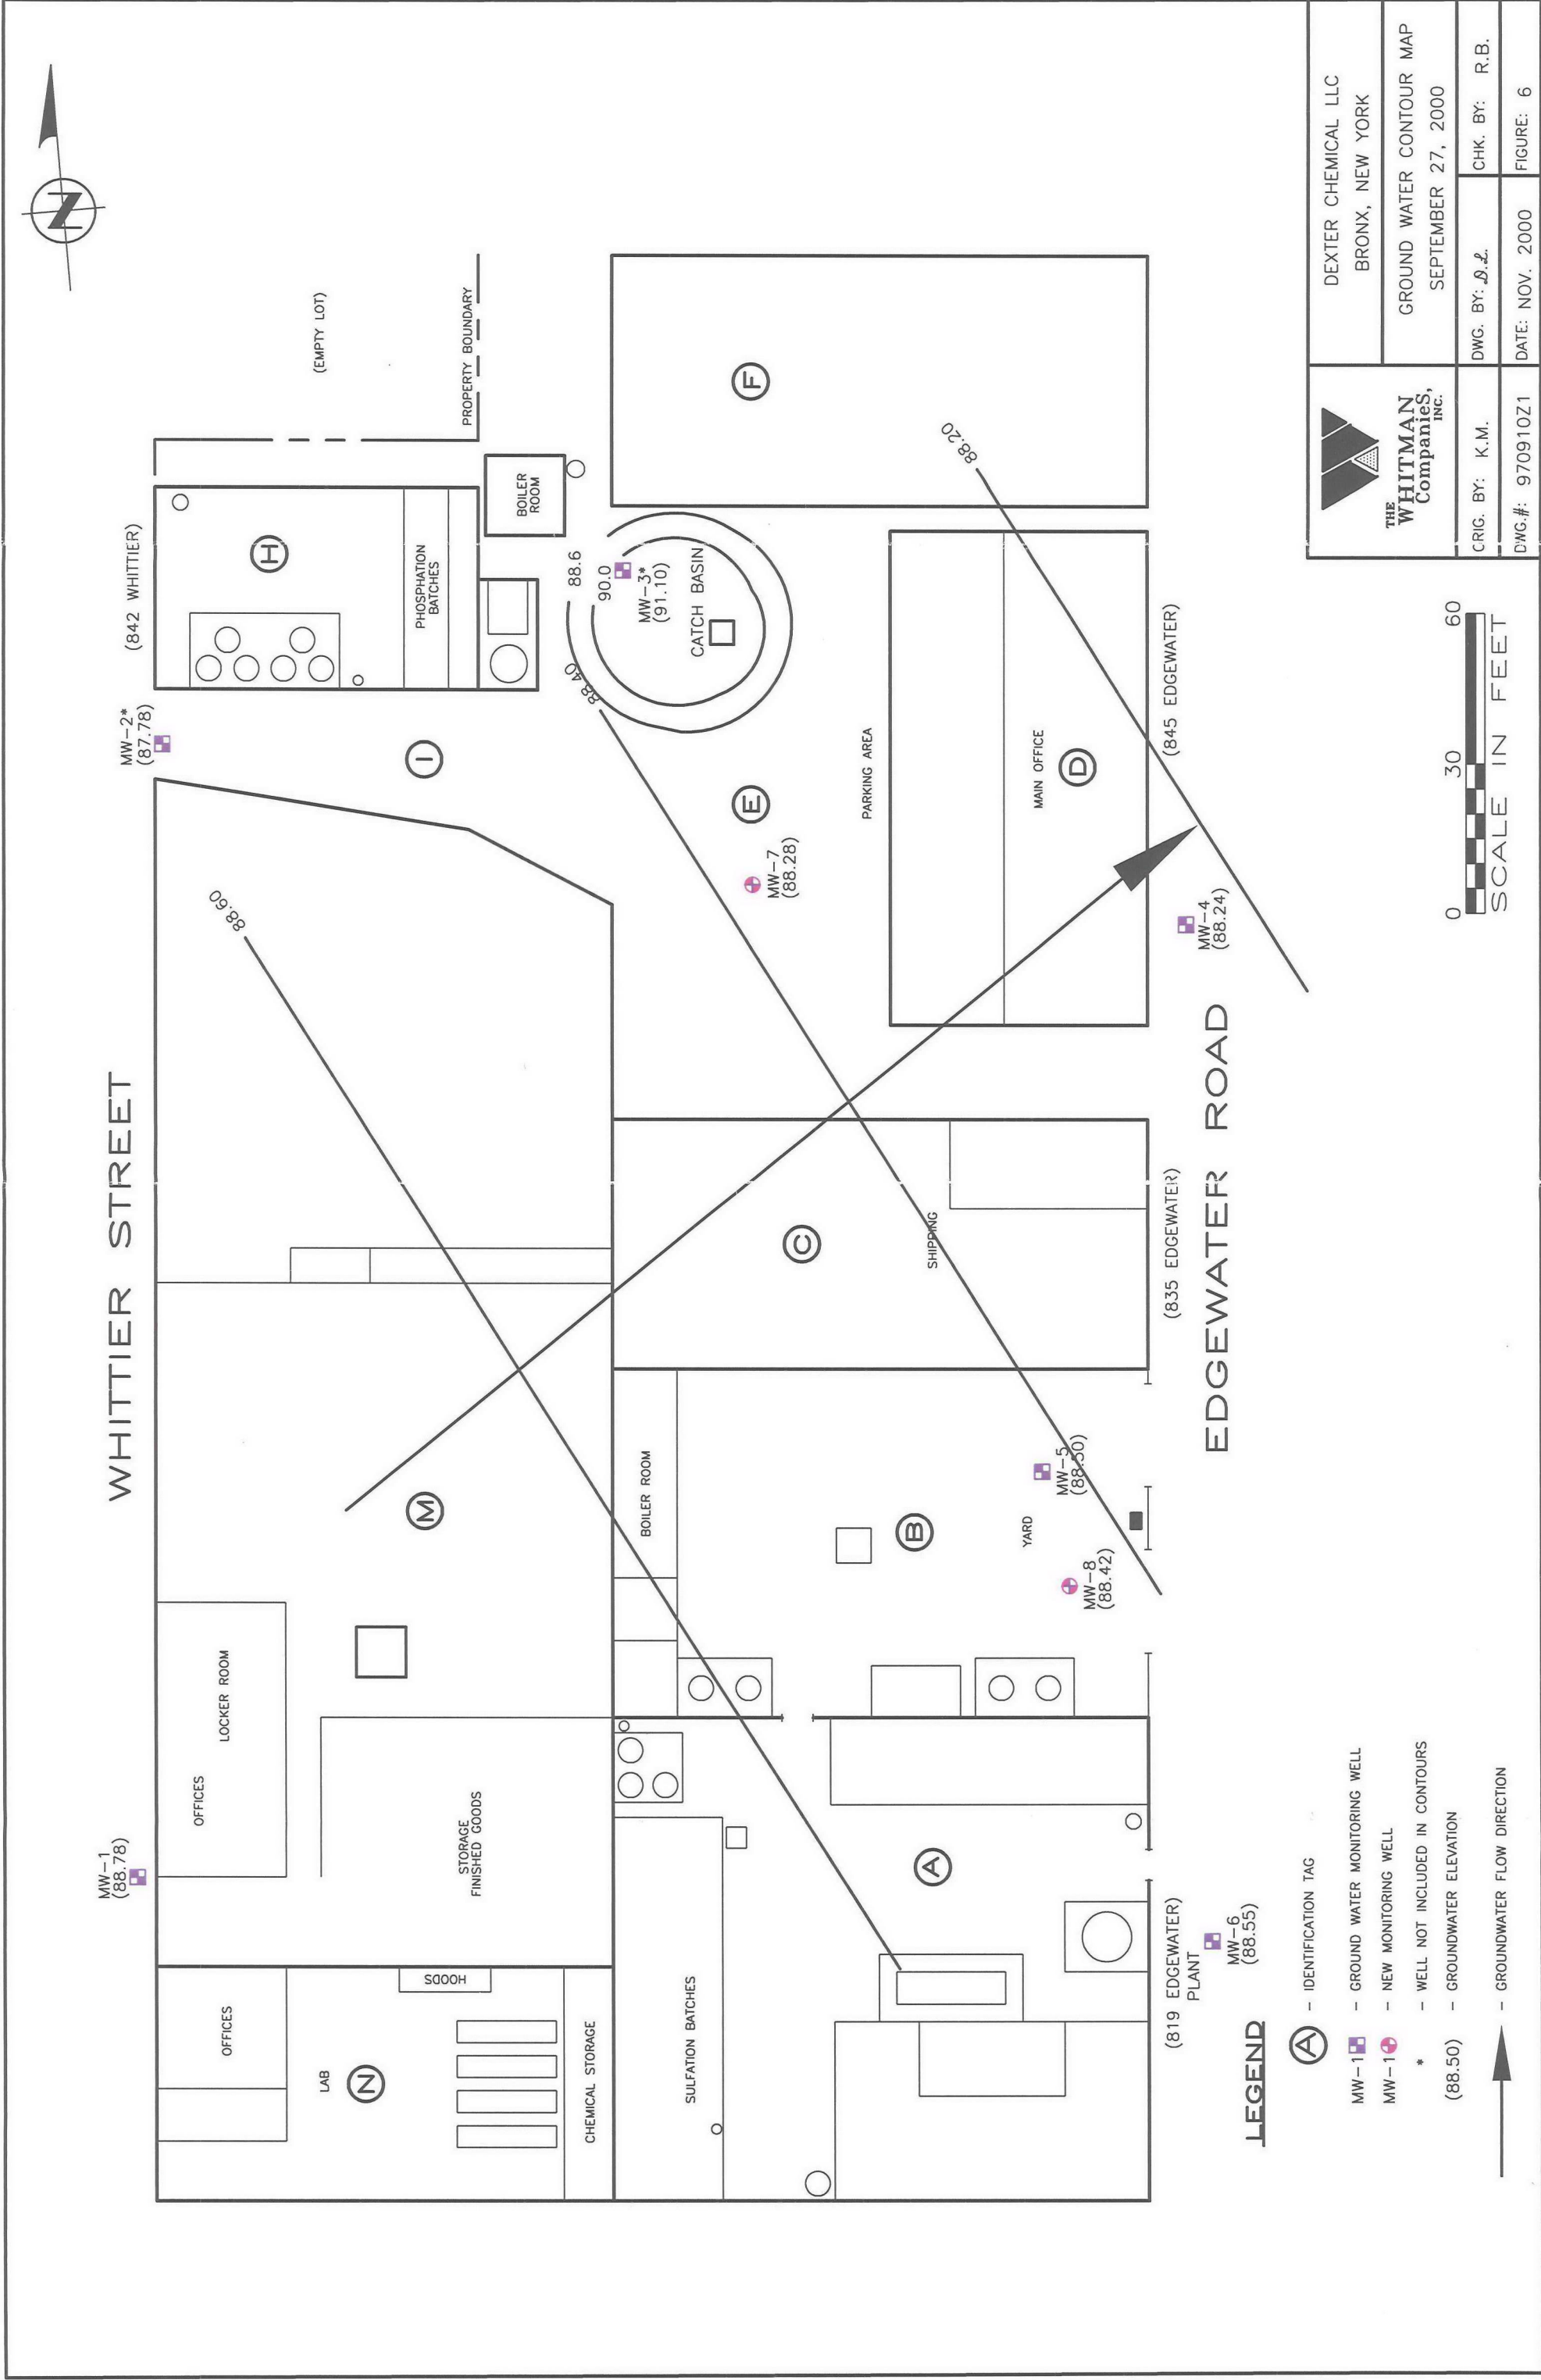 WHITTIER STREET
EDGEWATER ROAD
N
MW-1
(88.78)
MW-2*
(87.78)
(842 WHITTIER)
(EMPTY LOT)
PROPERTY BOUNDARY
OFFICES
LAB
N
HOODS
CHEMICAL STORAGE
OFFICES
LOCKER ROOM
STORAGE
FINISHED GOODS
M
88.60
I
H
PHOSPHATION
BATCHES
BOILER
ROOM
88.40
88.6
90.0
MW-3*
(91.10)
CATCH BASIN
SULFATION BATCHES
A
BOILER ROOM
B
YARD
MW-8
(88.42)
MW-5
(88.50)
C
SHIPPING
E
MW-7
(88.28)
PARKING AREA
MAIN OFFICE
D
F
88.20
MW-4
(88.24)
(819 EDGEWATER)
PLANT
MW-6
(88.55)
(835 EDGEWATER)
(845 EDGEWATER)
LEGEND
A - IDENTIFICATION TAG
MW-1 - GROUND WATER MONITORING WELL
MW-1 - NEW MONITORING WELL
* - WELL NOT INCLUDED IN CONTOURS
(88.50) - GROUNDWATER ELEVATION
- GROUNDWATER FLOW DIRECTION
0 30 60
SCALE IN FEET
THE
WHITMAN
CompanieS,
INC.
DEXTER CHEMICAL LLC
BRONX, NEW YORK
GROUND WATER CONTOUR MAP
SEPTEMBER 27, 2000
CRIG. BY: K.M. DWG. BY: D.L. CHK. BY: R.B.
DWG.#: 970910Z1 DATE: NOV. 2000 FIGURE: 6